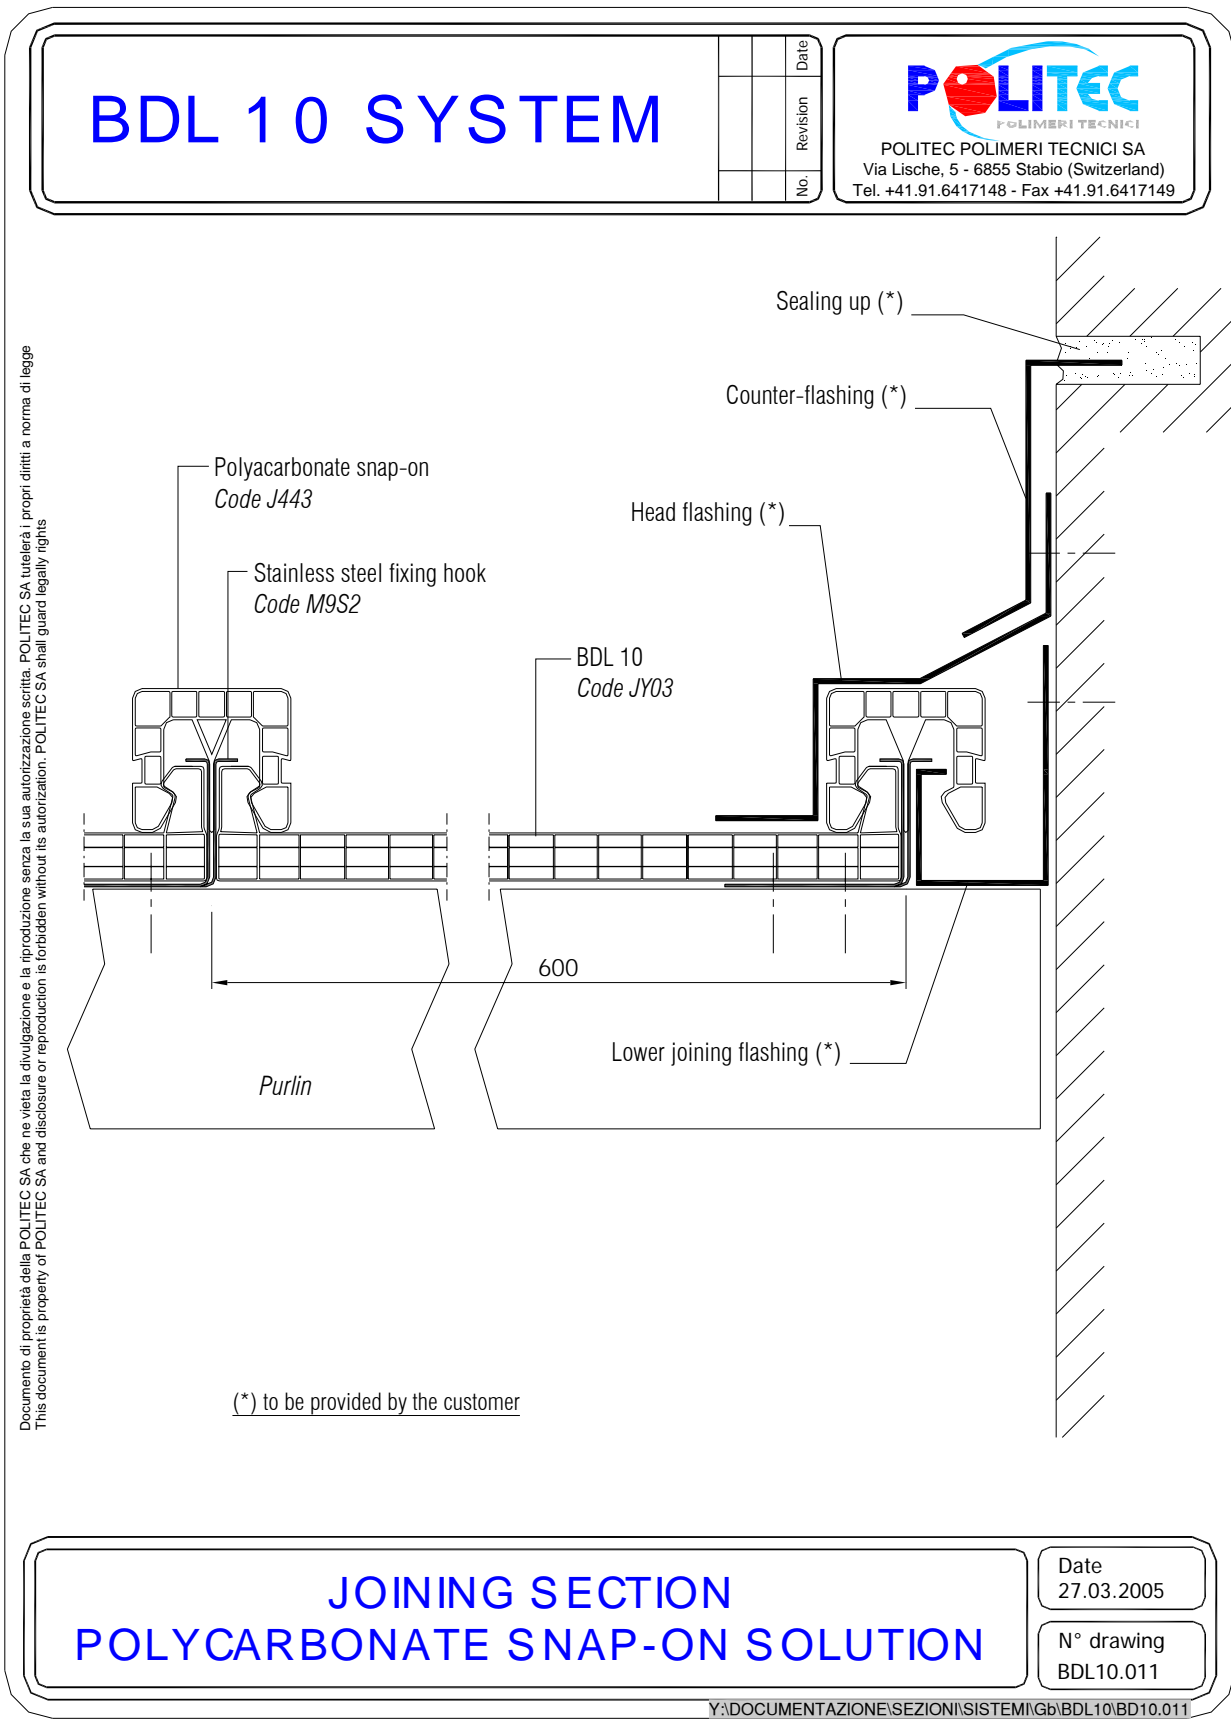 BDL 10 SYSTEM
No. Revision Date
POLITEC
POLIMERI TECNICI
POLITEC POLIMERI TECNICI SA
Via Lische, 5 - 6855 Stabio (Switzerland)
Tel. +41.91.6417148 - Fax +41.91.6417149
Documento di proprietà della POLITEC SA che ne vieta la divulgazione e la riproduzione senza la sua autorizzazione scritta. POLITEC SA tutelerà i propri diritti a norma di legge
This document is property of POLITEC SA and disclosure or reproduction is forbidden without its autorization. POLITEC SA shall guard legally rights
Sealing up (*)
Counter-flashing (*)
Polyacarbonate snap-on
Code J443
Head flashing (*)
Stainless steel fixing hook
Code M9S2
BDL 10
Code JY03
600
Lower joining flashing (*)
Purlin
(*) to be provided by the customer
JOINING SECTION
POLYCARBONATE SNAP-ON SOLUTION
Date
27.03.2005
N° drawing
BDL10.011
Y:\DOCUMENTAZIONE\SEZIONI\SISTEMI\Gb\BDL10\BD10.011